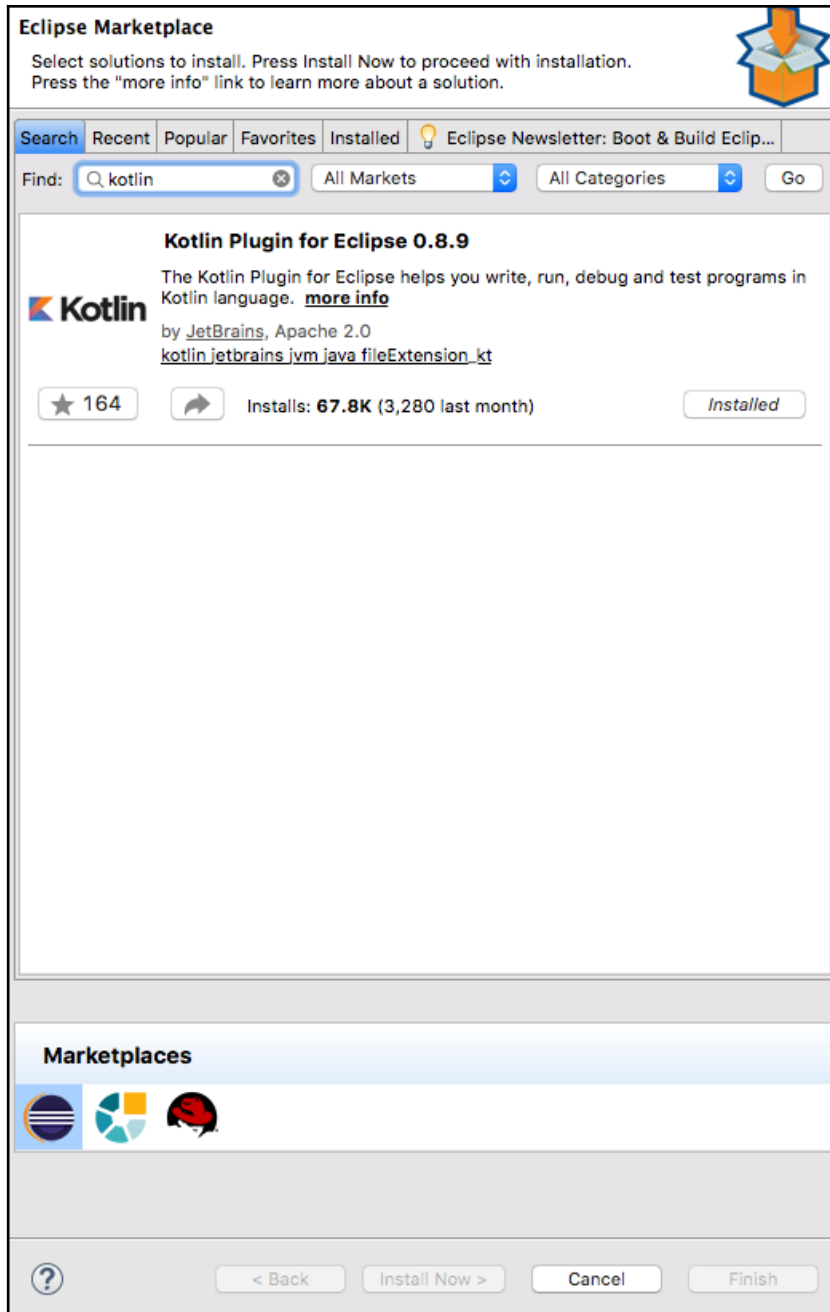 Eclipse Marketplace
Select solutions to install. Press Install Now to proceed with installation.
Press the "more info" link to learn more about a solution.
Search Recent Popular Favorites Installed Eclipse Newsletter: Boot & Build Eclip...
Find: kotlin All Markets All Categories Go
Kotlin Plugin for Eclipse 0.8.9
The Kotlin Plugin for Eclipse helps you write, run, debug and test programs in
Kotlin language. more info
Kotlin
by JetBrains, Apache 2.0
kotlin jetbrains jvm java fileExtension_kt
164 Installs: 67.8K (3,280 last month) Installed
Marketplaces
? < Back Install Now > Cancel Finish